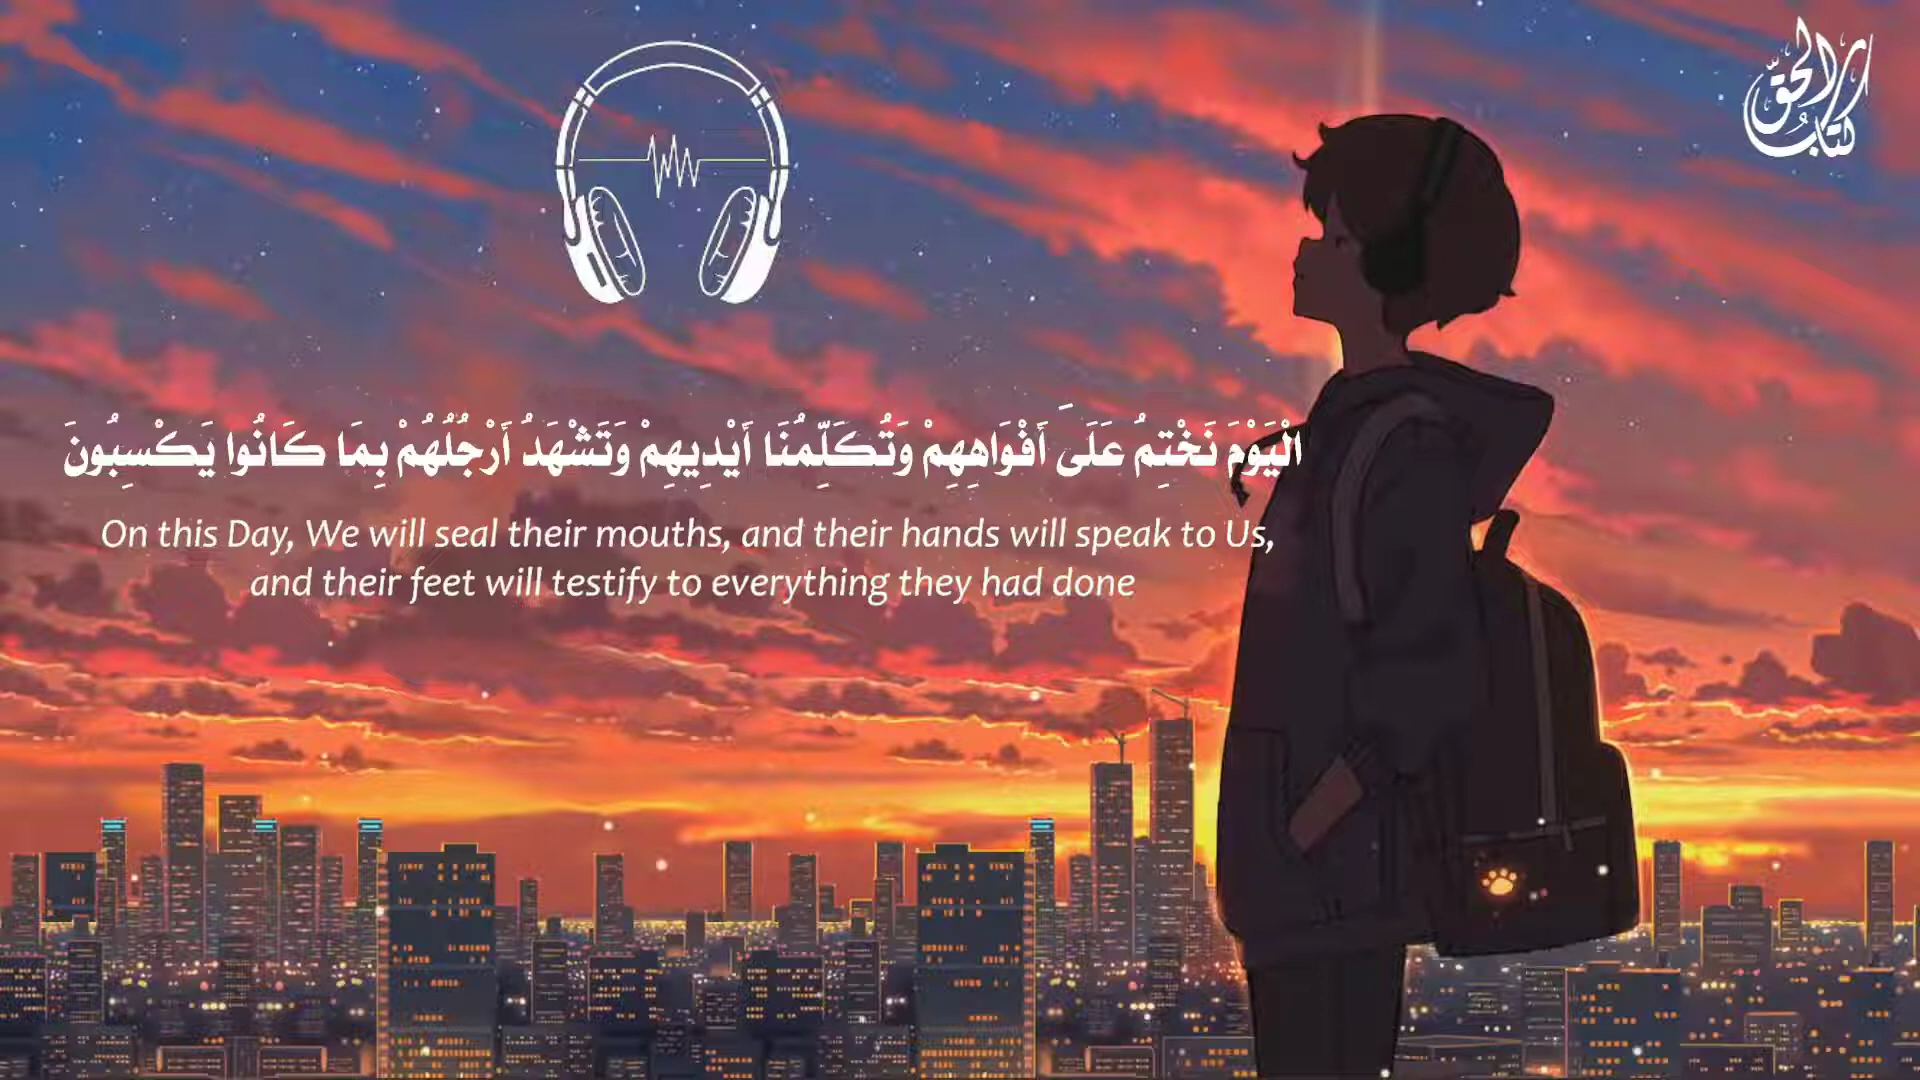 كتاب الحق
الْيَوْمَ نَخْتِمُ عَلَىَ أَفْوَاهِهِمْ وَتُكَلِّمُنَا أَيْدِيهِمْ وَتَشْهَدُ أَرْجُلُهُمْ بِمَا كَانُوا يَكْسِبُونَ
On this Day, We will seal their mouths, and their hands will speak to Us,
and their feet will testify to everything they had done